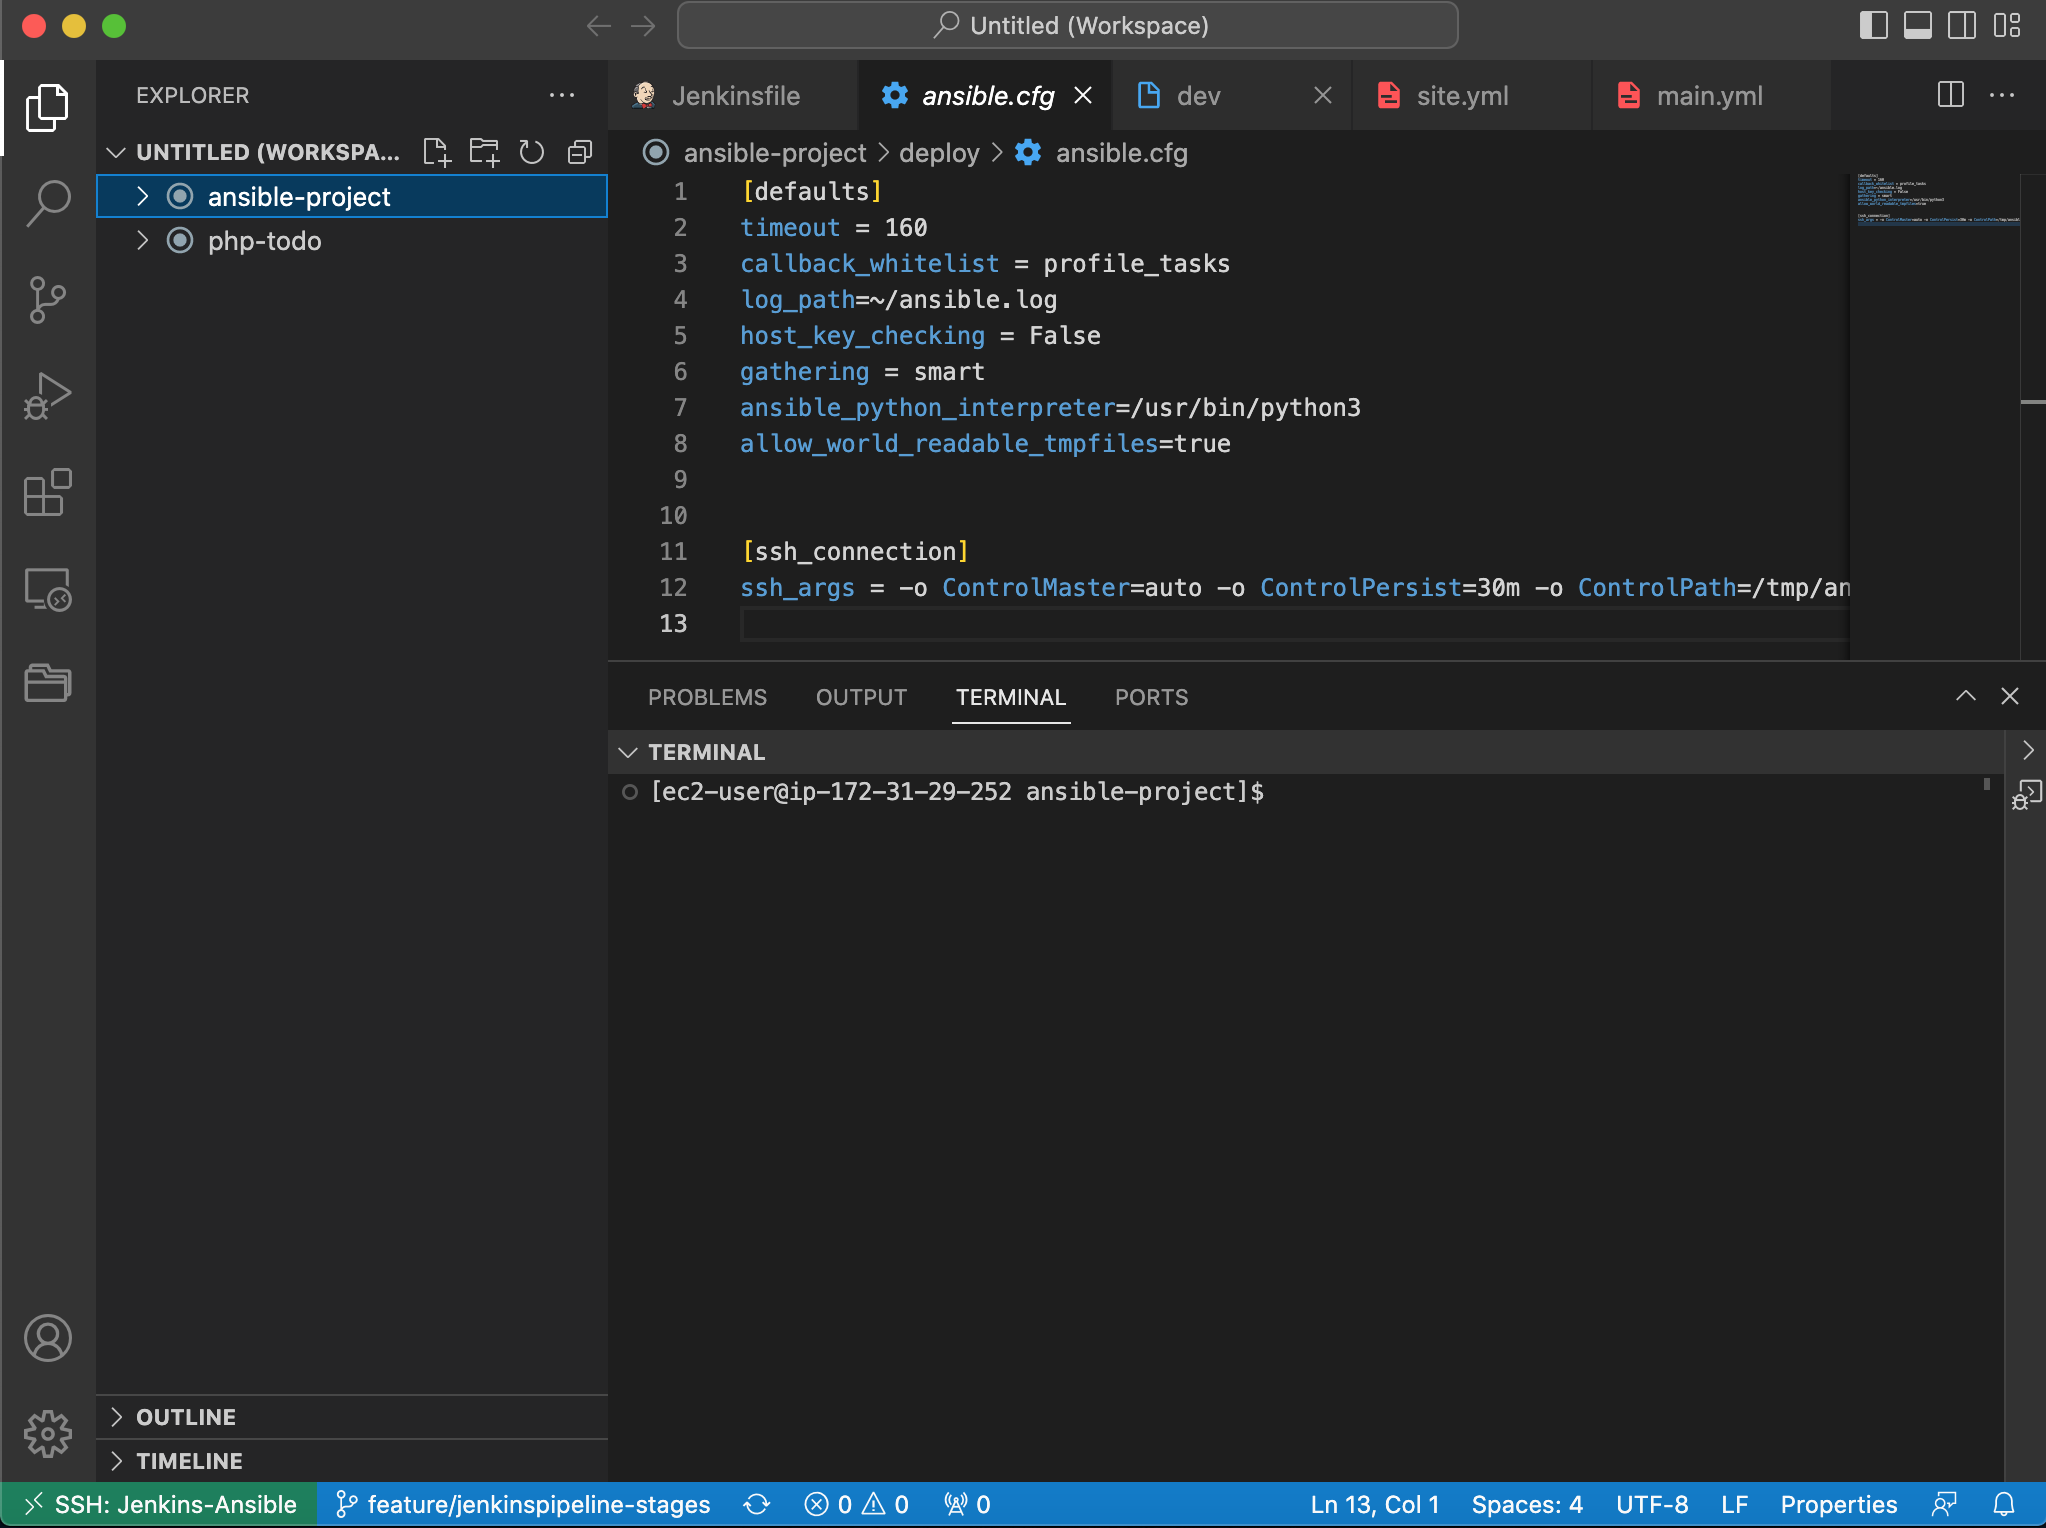 Untitled (Workspace)
EXPLORER
UNTITLED (WORKSPA...
ansible-project
php-todo
OUTLINE
TIMELINE
Jenkinsfile
ansible.cfg
dev
site.yml
main.yml
ansible-project > deploy > ansible.cfg
1 [defaults]
2 timeout = 160
3 callback_whitelist = profile_tasks
4 log_path=~/ansible.log
5 host_key_checking = False
6 gathering = smart
7 ansible_python_interpreter=/usr/bin/python3
8 allow_world_readable_tmpfiles=true
9
10
11 [ssh_connection]
12 ssh_args = -o ControlMaster=auto -o ControlPersist=30m -o ControlPath=/tmp/an
13
PROBLEMS OUTPUT TERMINAL PORTS
TERMINAL
[ec2-user@ip-172-31-29-252 ansible-project]$
SSH: Jenkins-Ansible feature/jenkinspipeline-stages 0 0 0 Ln 13, Col 1 Spaces: 4 UTF-8 LF Properties